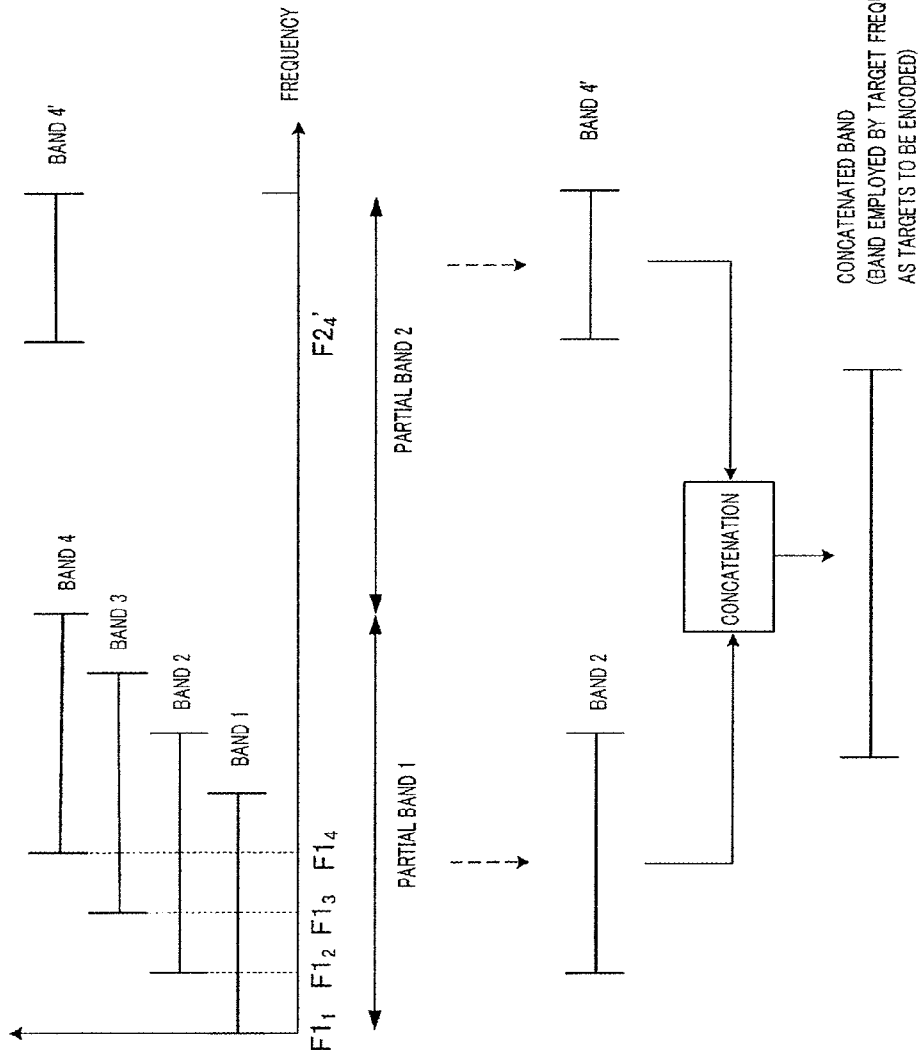 BAND 4'
BAND 4
BAND 3
BAND 2
BAND 1
FREQUENCY
F1₁ F1₂ F1₃ F1₄ F2₄'
PARTIAL BAND 1
PARTIAL BAND 2
BAND 2
BAND 4'
CONCATENATION
CONCATENATED BAND
(BAND EMPLOYED BY TARGET
AS TARGETS TO BE ENCODED)